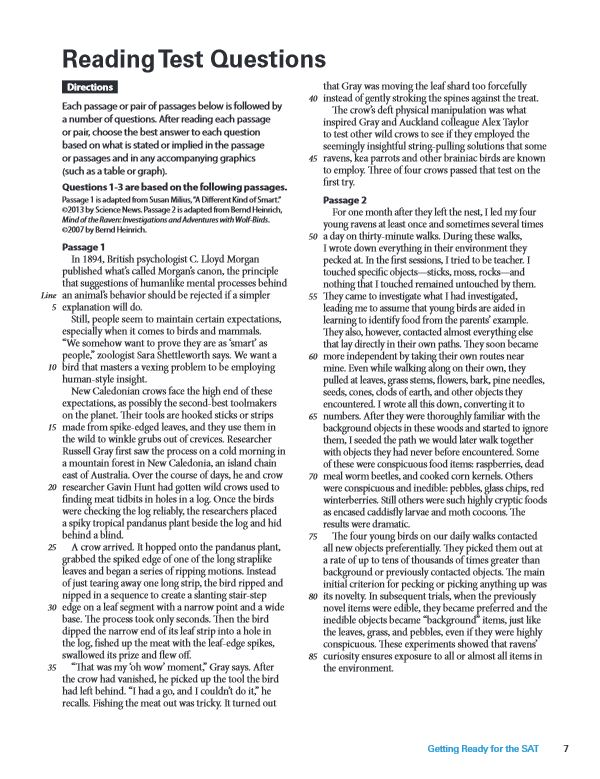 Reading Test Questions
Directions
Each passage or pair of passages below is followed by
a number of questions. After reading each passage
or pair, choose the best answer to each question
based on what is stated or implied in the passage
or passages and in any accompanying graphics
(such as a table or graph).
Questions 1-3 are based on the following passages.
Passage 1 is adapted from Susan Milius, "A Different Kind of Smart."
©2013 by Science News. Passage 2 is adapted from Bernd Heinrich,
Mind of the Raven: Investigations and Adventures with Wolf-Birds.
©2007 by Bernd Heinrich.
Passage 1
In 1894, British psychologist C. Lloyd Morgan
published what's called Morgan's canon, the principle
that suggestions of humanlike mental processes behind
Line an animal's behavior should be rejected if a simpler
5 explanation will do.
Still, people seem to maintain certain expectations,
especially when it comes to birds and mammals.
"We somehow want to prove they are as 'smart' as
people," zoologist Sara Shettleworth says. We want a
10 bird that masters a vexing problem to be employing
human-style insight.
New Caledonian crows face the high end of these
expectations, as possibly the second-best toolmakers
on the planet. Their tools are hooked sticks or strips
15 made from spike-edged leaves, and they use them in
the wild to winkle grubs out of crevices. Researcher
Russell Gray first saw the process on a cold morning in
a mountain forest in New Caledonia, an island chain
east of Australia. Over the course of days, he and crow
20 researcher Gavin Hunt had gotten wild crows used to
finding meat tidbits in holes in a log. Once the birds
were checking the log reliably, the researchers placed
a spiky tropical pandanus plant beside the log and hid
behind a blind.
25 A crow arrived. It hopped onto the pandanus plant,
grabbed the spiked edge of one of the long straplike
leaves and began a series of ripping motions. Instead
of just tearing away one long strip, the bird ripped and
nipped in a sequence to create a slanting stair-step
30 edge on a leaf segment with a narrow point and a wide
base. The process took only seconds. Then the bird
dipped the narrow end of its leaf strip into a hole in
the log, fished up the meat with the leaf-edge spikes,
swallowed its prize and flew off.
35 "That was my 'oh wow' moment," Gray says. After
the crow had vanished, he picked up the tool the bird
had left behind. "I had a go, and I couldn't do it," he
recalls. Fishing the meat out was tricky. It turned out
that Gray was moving the leaf shard too forcefully
40 instead of gently stroking the spines against the treat.
The crow's deft physical manipulation was what
inspired Gray and Auckland colleague Alex Taylor
to test other wild crows to see if they employed the
seemingly insightful string-pulling solutions that some
45 ravens, kea parrots and other brainiac birds are known
to employ. Three of four crows passed that test on the
first try.
Passage 2
For one month after they left the nest, I led my four
young ravens at least once and sometimes several times
50 a day on thirty-minute walks. During these walks,
I wrote down everything in their environment they
pecked at. In the first sessions, I tried to be teacher. I
touched specific objects—sticks, moss, rocks—and
nothing that I touched remained untouched by them.
55 They came to investigate what I had investigated,
leading me to assume that young birds are aided in
learning to identify food from the parents' example.
They also, however, contacted almost everything else
that lay directly in their own paths. They soon became
60 more independent by taking their own routes near
mine. Even while walking along on their own, they
pulled at leaves, grass stems, flowers, bark, pine needles,
seeds, cones, clods of earth, and other objects they
encountered. I wrote all this down, converting it to
65 numbers. After they were thoroughly familiar with the
background objects in these woods and started to ignore
them, I seeded the path we would later walk together
with objects they had never before encountered. Some
of these were conspicuous food items: raspberries, dead
70 meal worm beetles, and cooked corn kernels. Others
were conspicuous and inedible: pebbles, glass chips, red
winterberries. Still others were such highly cryptic foods
as encased caddisfly larvae and moth cocoons. The
results were dramatic.
75 The four young birds on our daily walks contacted
all new objects preferentially. They picked them out at
a rate of up to tens of thousands of times greater than
background or previously contacted objects. The main
initial criterion for pecking or picking anything up was
80 its novelty. In subsequent trials, when the previously
novel items were edible, they became preferred and the
inedible objects became "background" items, just like
the leaves, grass, and pebbles, even if they were highly
conspicuous. These experiments showed that ravens'
85 curiosity ensures exposure to all or almost all items in
the environment.
Getting Ready for the SAT 7